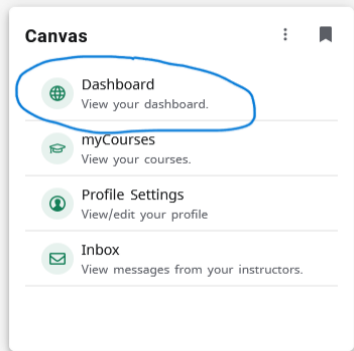 Canvas
Dashboard
View your dashboard.
myCourses
View your courses.
Profile Settings
View/edit your profile
Inbox
View messages from your instructors.